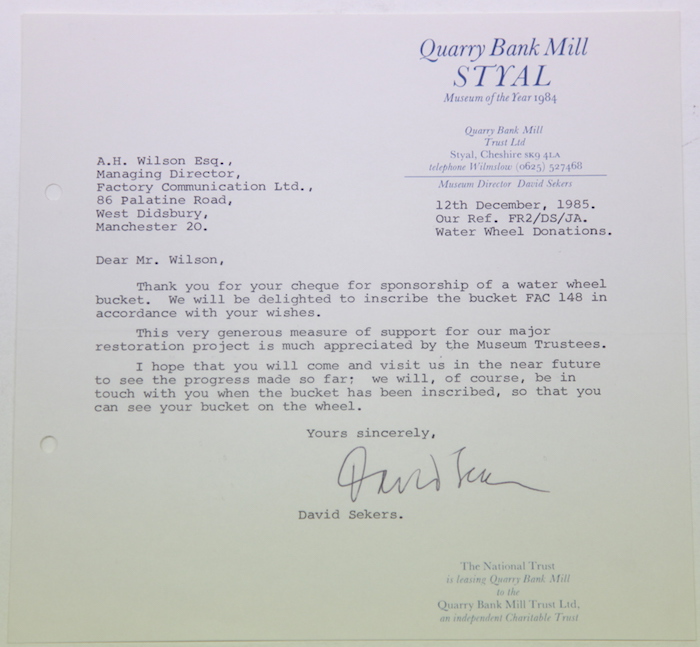 Quarry Bank Mill
STYAL
Museum of the Year 1984
Quarry Bank Mill
Trust Ltd
Styal, Cheshire SK9 4LA
telephone Wilmslow (0625) 527468
Museum Director David Sekers
A.H. Wilson Esq.,
Managing Director,
Factory Communication Ltd.,
86 Palatine Road,
West Didsbury,
Manchester 20.
12th December, 1985.
Our Ref. FR2/DS/JA.
Water Wheel Donations.
Dear Mr. Wilson,
Thank you for your cheque for sponsorship of a water wheel
bucket. We will be delighted to inscribe the bucket FAC 148 in
accordance with your wishes.
This very generous measure of support for our major
restoration project is much appreciated by the Museum Trustees.
I hope that you will come and visit us in the near future
to see the progress made so far; we will, of course, be in
touch with you when the bucket has been inscribed, so that you
can see your bucket on the wheel.
Yours sincerely,
David Sekers
David Sekers.
The National Trust
is leasing Quarry Bank Mill
to the
Quarry Bank Mill Trust Ltd,
an independent Charitable Trust